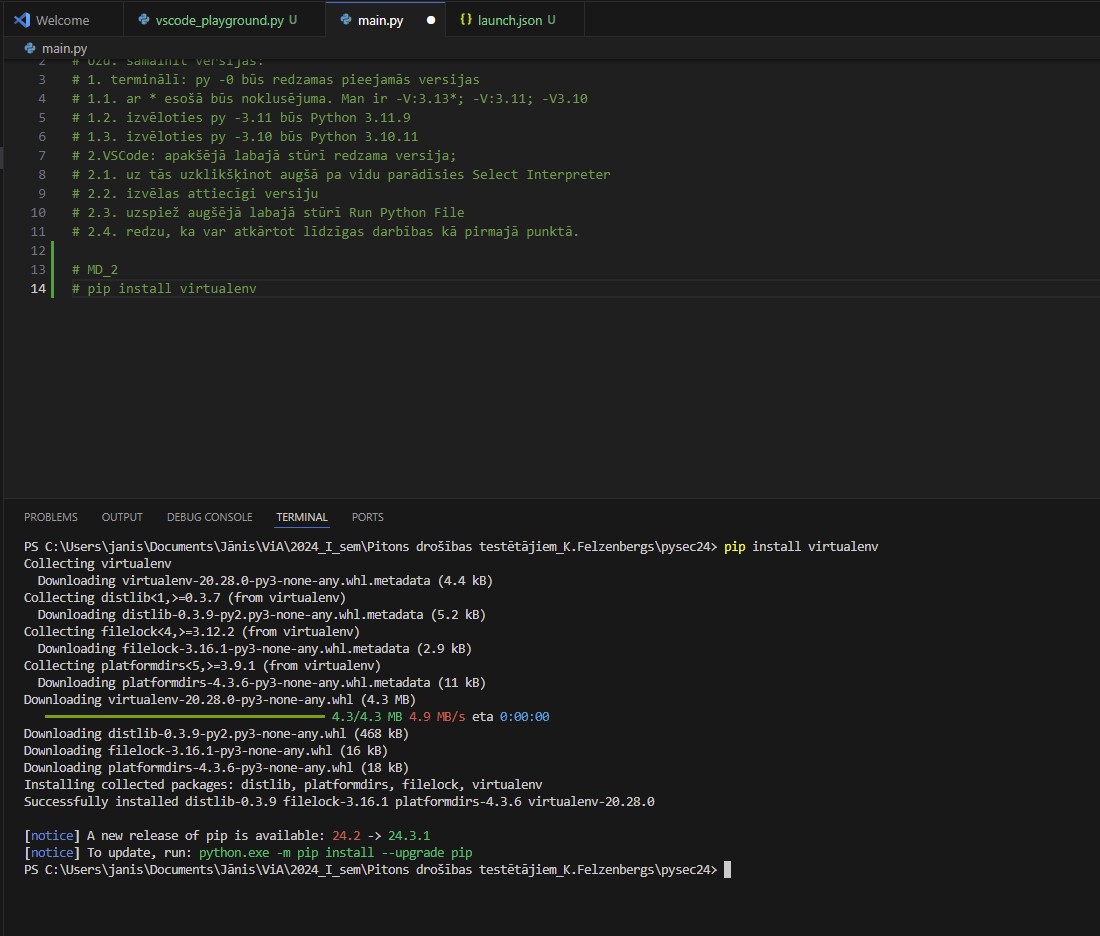 Welcome
vscode_playground.py U
main.py
launch.json U
main.py
2 # Uzd. samainīt versijas:
3 # 1. terminālī: py -0 būs redzamas pieejamās versijas
4 # 1.1. ar * esošā būs noklusējuma. Man ir -V:3.13*; -V:3.11; -V3.10
5 # 1.2. izvēloties py -3.11 būs Python 3.11.9
6 # 1.3. izvēloties py -3.10 būs Python 3.10.11
7 # 2.VSCode: apakšējā labajā stūrī redzama versija;
8 # 2.1. uz tās uzklikšķinot augšā pa vidu parādīsies Select Interpreter
9 # 2.2. izvēlas attiecīgi versiju
10 # 2.3. uzspiež augšējā labajā stūrī Run Python File
11 # 2.4. redzu, ka var atkārtot līdzīgas darbības kā pirmajā punktā.
12
13 # MD_2
14 # pip install virtualenv
PROBLEMS OUTPUT DEBUG CONSOLE TERMINAL PORTS
PS C:\Users\janis\Documents\Jānis\ViA\2024_I_sem\Pitons drošības testētājiem_K.Felzenbergs\pysec24> pip install virtualenv
Collecting virtualenv
Downloading virtualenv-20.28.0-py3-none-any.whl.metadata (4.4 kB)
Collecting distlib<1,>=0.3.7 (from virtualenv)
Downloading distlib-0.3.9-py2.py3-none-any.whl.metadata (5.2 kB)
Collecting filelock<4,>=3.12.2 (from virtualenv)
Downloading filelock-3.16.1-py3-none-any.whl.metadata (2.9 kB)
Collecting platformdirs<5,>=3.9.1 (from virtualenv)
Downloading platformdirs-4.3.6-py3-none-any.whl.metadata (11 kB)
Downloading virtualenv-20.28.0-py3-none-any.whl (4.3 MB)
4.3/4.3 MB 4.9 MB/s eta 0:00:00
Downloading distlib-0.3.9-py2.py3-none-any.whl (468 kB)
Downloading filelock-3.16.1-py3-none-any.whl (16 kB)
Downloading platformdirs-4.3.6-py3-none-any.whl (18 kB)
Installing collected packages: distlib, platformdirs, filelock, virtualenv
Successfully installed distlib-0.3.9 filelock-3.16.1 platformdirs-4.3.6 virtualenv-20.28.0
[notice] A new release of pip is available: 24.2 -> 24.3.1
[notice] To update, run: python.exe -m pip install --upgrade pip
PS C:\Users\janis\Documents\Jānis\ViA\2024_I_sem\Pitons drošības testētājiem_K.Felzenbergs\pysec24>